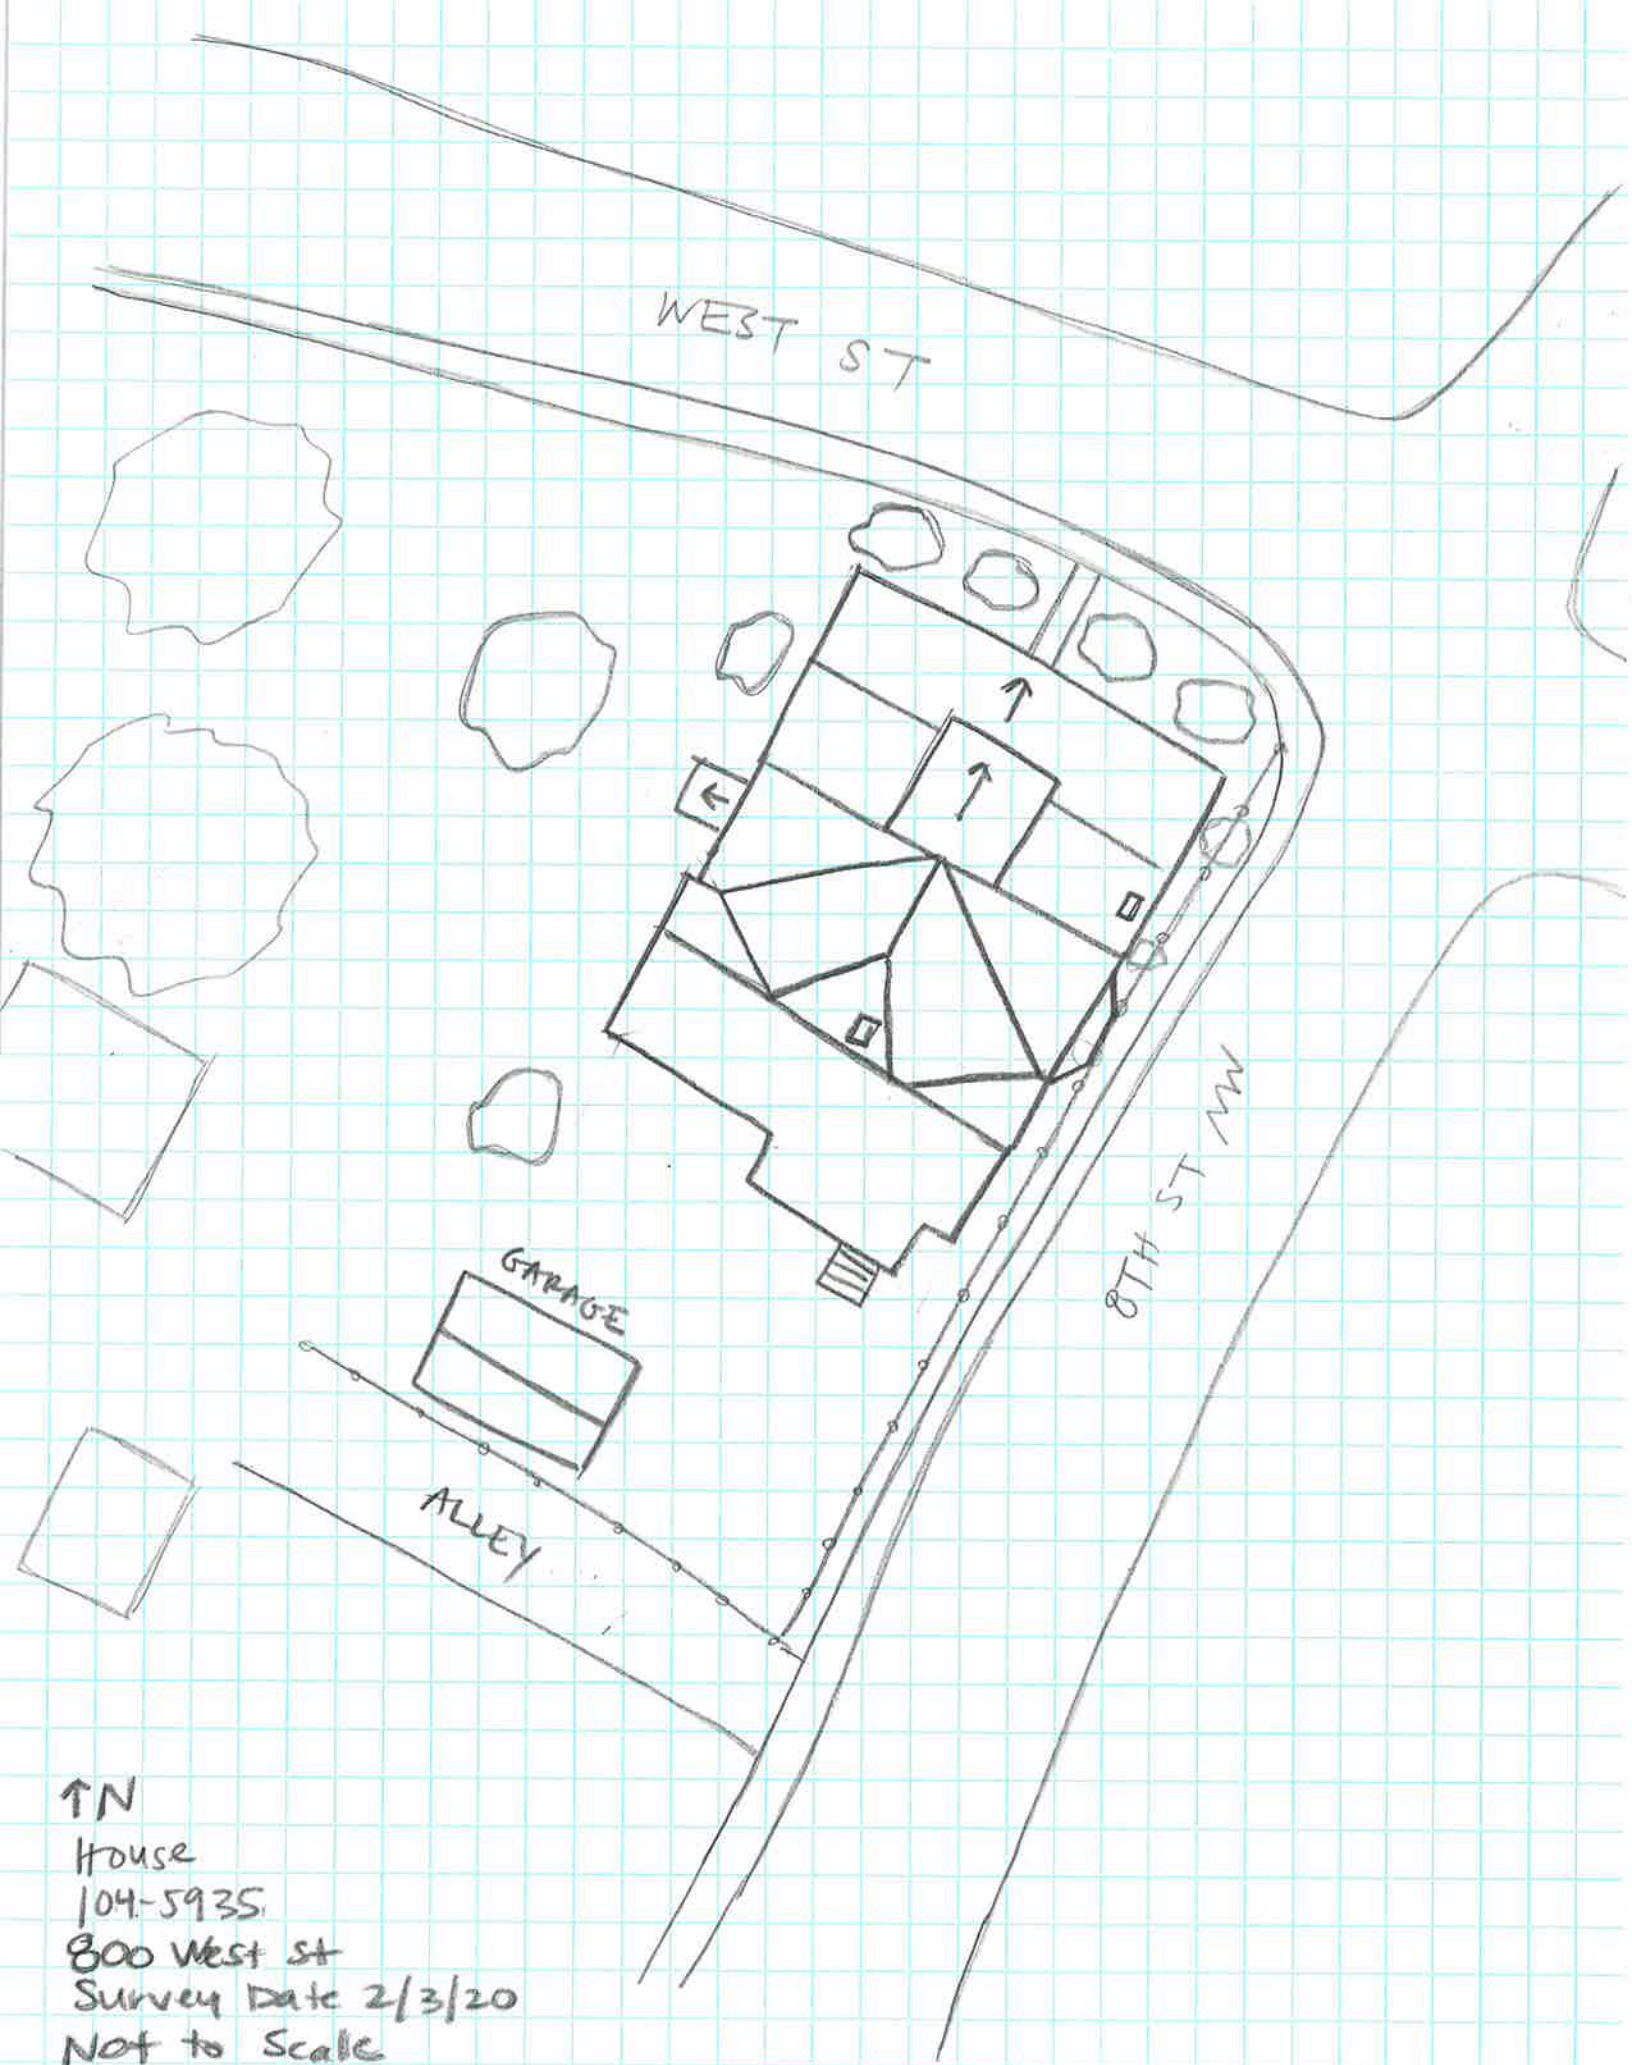 WEST ST
8TH ST NW
GARAGE
ALLEY
↑N
House
104-5935
800 West St
Survey Date 2/3/20
Not to Scale